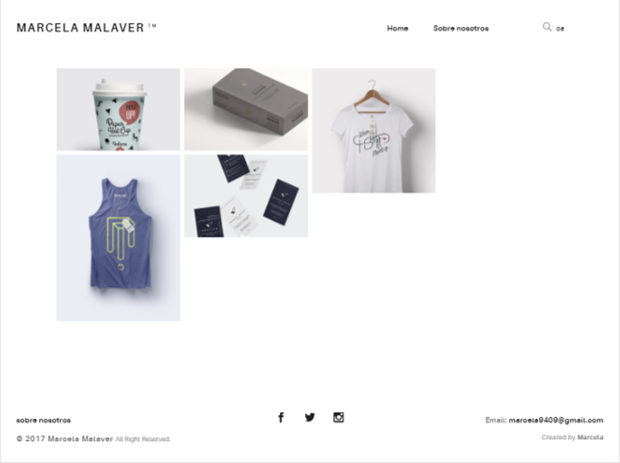 MARCELA MALAVER ™
Home
Sobre nosotros
os
Paper
Hot Cup
sobre nosotros
Email: marcela9409@gmail.com
© 2017 Marcela Malaver All Right Reserved.
Created by Marcela